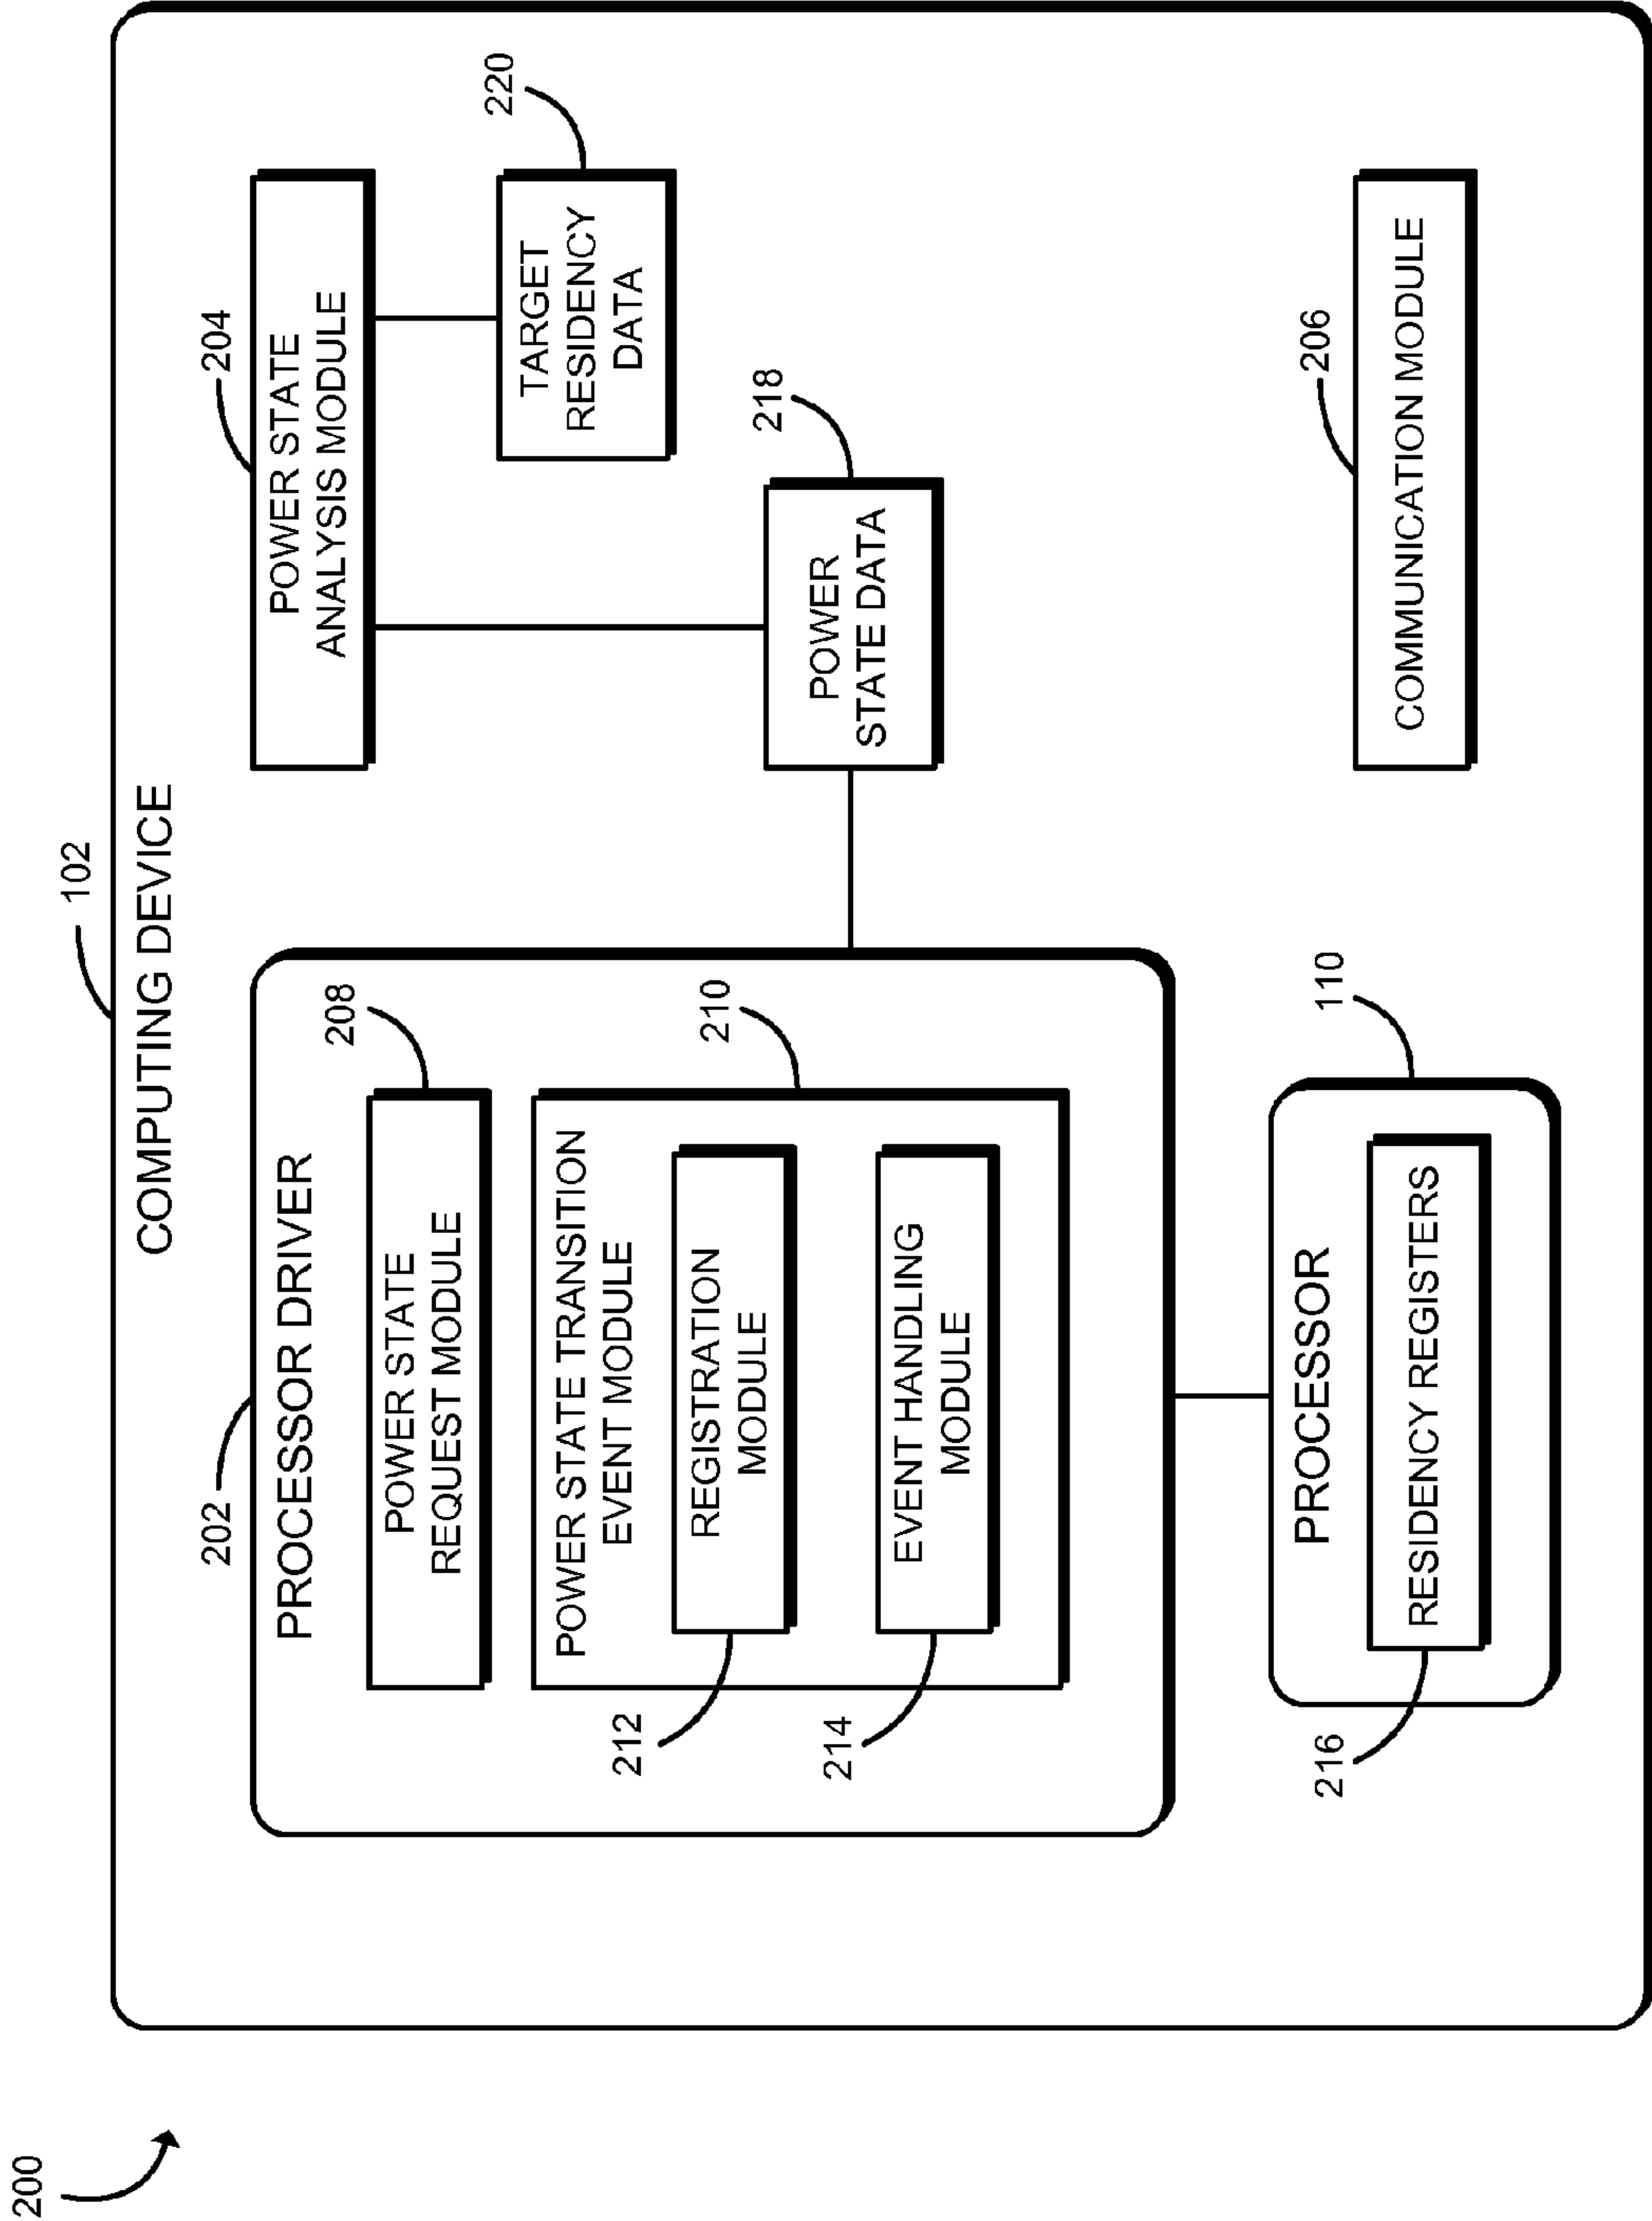 200
102
COMPUTING DEVICE
202
PROCESSOR DRIVER
208
POWER STATE
REQUEST MODULE
210
POWER STATE TRANSITION
EVENT MODULE
212
REGISTRATION
MODULE
214
EVENT HANDLING
MODULE
110
PROCESSOR
216
RESIDENCY REGISTERS
204
POWER STATE
ANALYSIS MODULE
220
TARGET
RESIDENCY
DATA
218
POWER
STATE DATA
206
COMMUNICATION MODULE